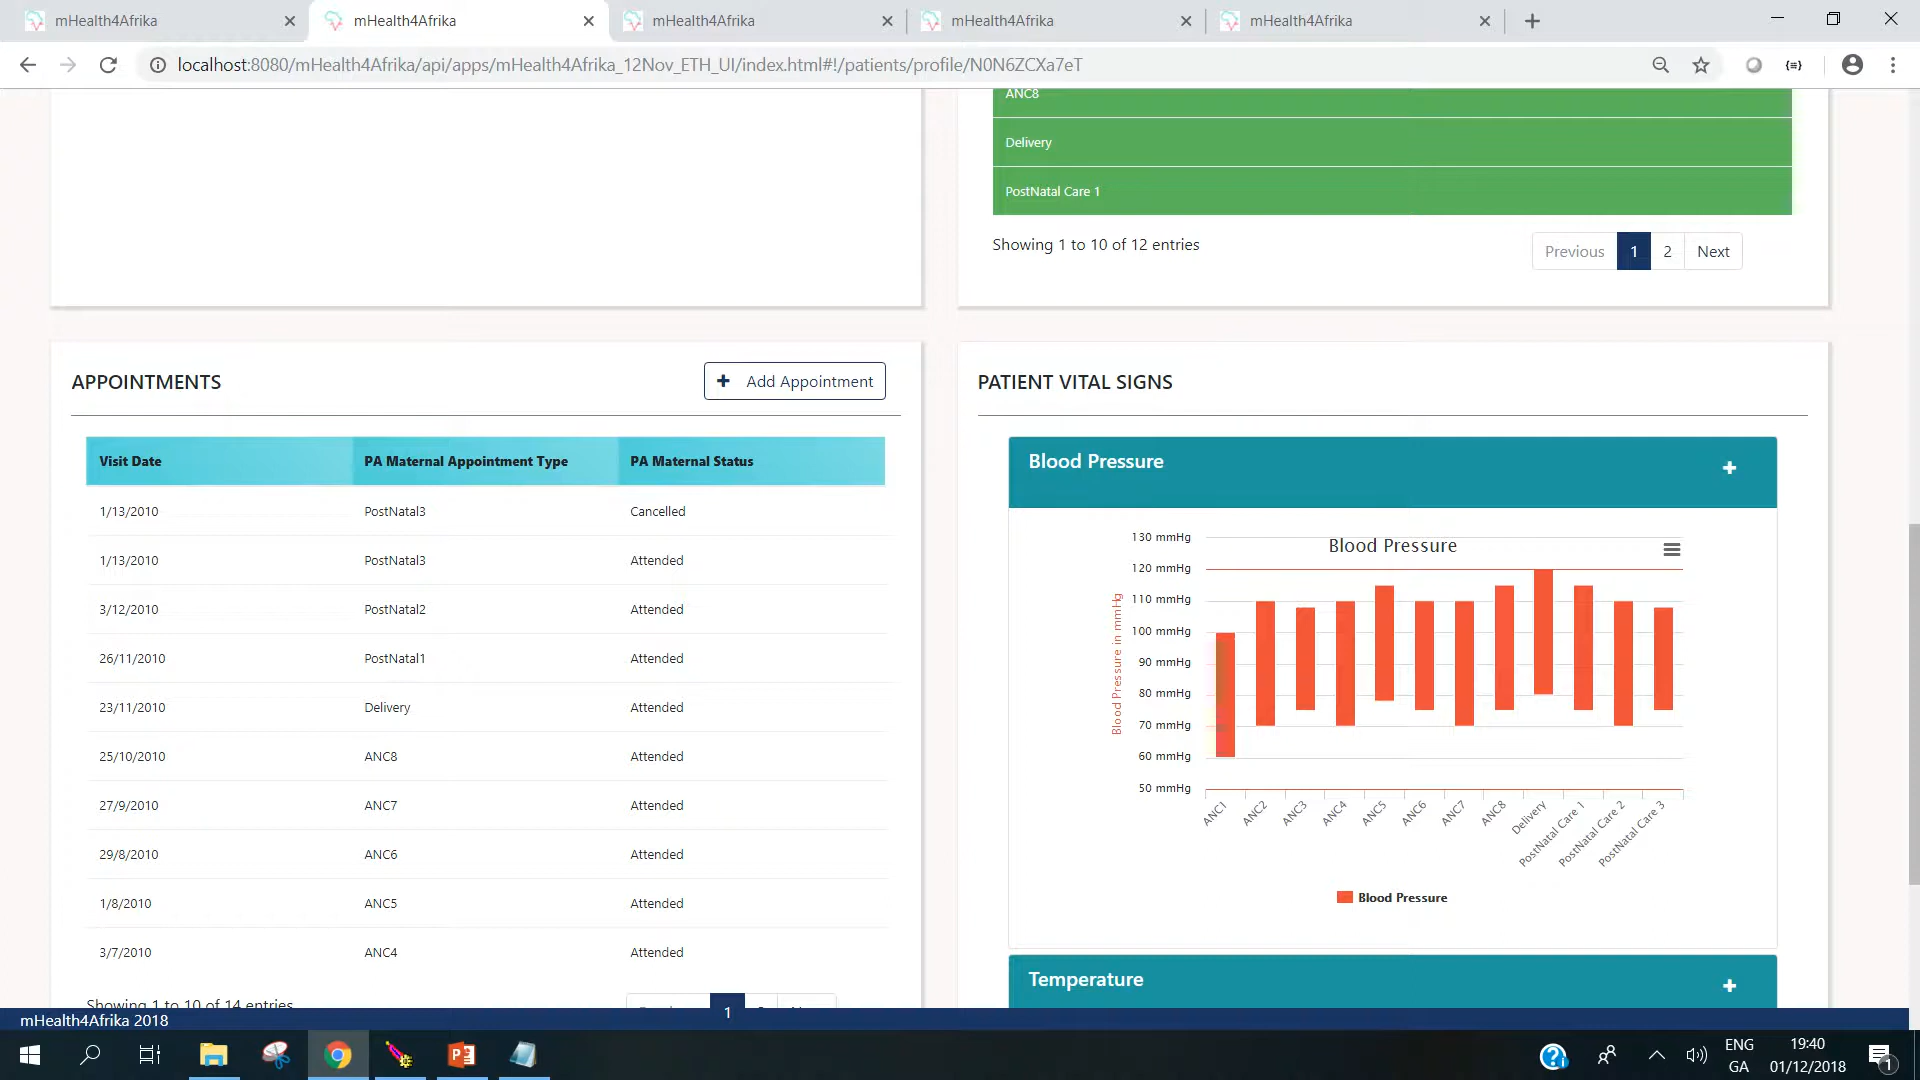 mHealth4Afrika
mHealth4Afrika
mHealth4Afrika
mHealth4Afrika
mHealth4Afrika
localhost:8080/mHealth4Afrika/api/apps/mHealth4Afrika_12Nov_ETH_UI/index.html#!/patients/profile/N0N6ZCXa7eT
ANC8
Delivery
PostNatal Care 1
Showing 1 to 10 of 12 entries
Previous 1 2 Next
APPOINTMENTS
+ Add Appointment
Visit Date PA Maternal Appointment Type PA Maternal Status
1/13/2010 PostNatal3 Cancelled
1/13/2010 PostNatal3 Attended
3/12/2010 PostNatal2 Attended
26/11/2010 PostNatal1 Attended
23/11/2010 Delivery Attended
25/10/2010 ANC8 Attended
27/9/2010 ANC7 Attended
29/8/2010 ANC6 Attended
1/8/2010 ANC5 Attended
3/7/2010 ANC4 Attended
Showing 1 to 10 of 14 entries
1
PATIENT VITAL SIGNS
Blood Pressure +
Blood Pressure
Blood Pressure in mmHg
130 mmHg
120 mmHg
110 mmHg
100 mmHg
90 mmHg
80 mmHg
70 mmHg
60 mmHg
50 mmHg
ANC1
ANC2
ANC3
ANC4
ANC5
ANC6
ANC7
ANC8
Delivery
PostNatal Care 1
PostNatal Care 2
PostNatal Care 3
Blood Pressure
Temperature +
mHealth4Afrika 2018
ENG
GA
19:40
01/12/2018
1